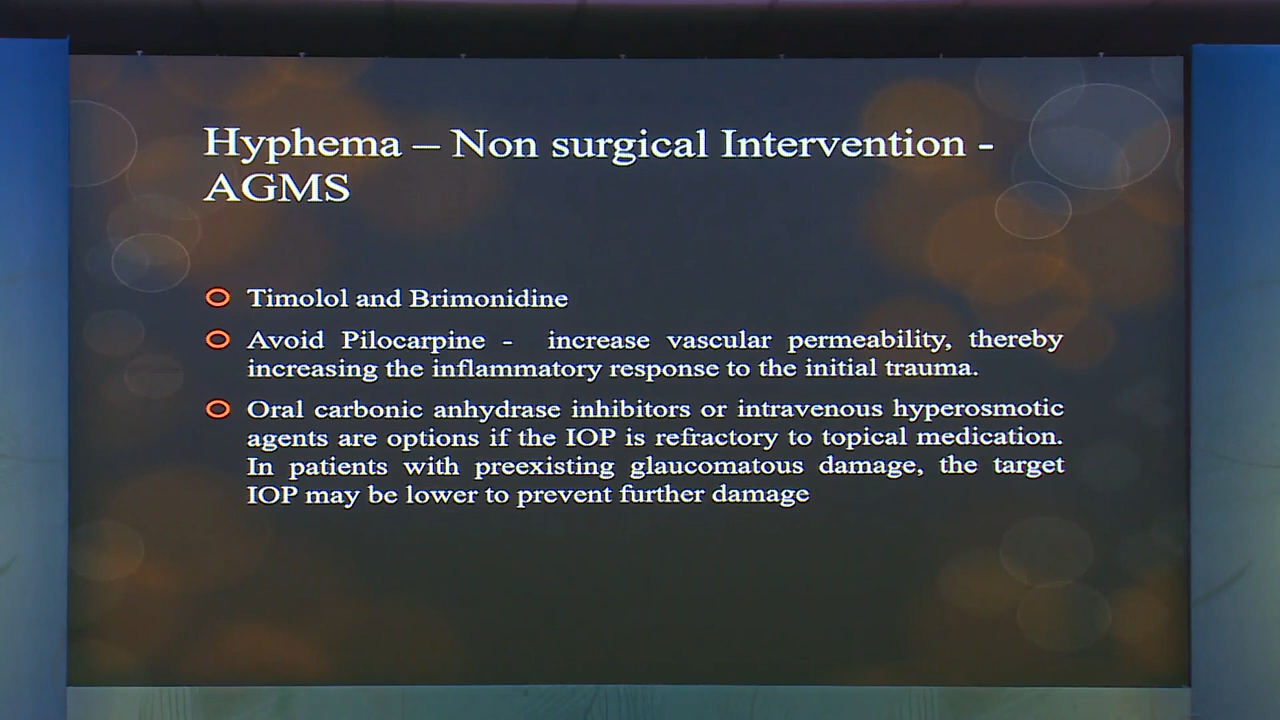 Hyphema – Non surgical Intervention -
AGMS
Timolol and Brimonidine
Avoid Pilocarpine - increase vascular permeability, thereby
increasing the inflammatory response to the initial trauma.
Oral carbonic anhydrase inhibitors or intravenous hyperosmotic
agents are options if the IOP is refractory to topical medication.
In patients with preexisting glaucomatous damage, the target
IOP may be lower to prevent further damage